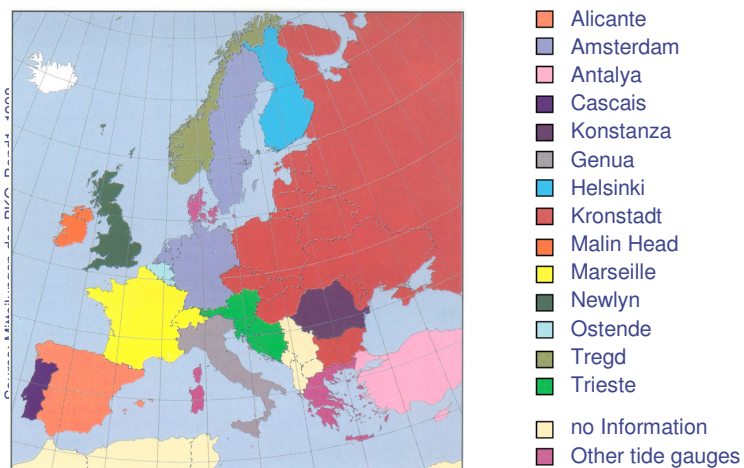 Alicante
Amsterdam
Antalya
Cascais
Konstanza
Genua
Helsinki
Kronstadt
Malin Head
Marseille
Newlyn
Ostende
Tregd
Trieste
no Information
Other tide gauges